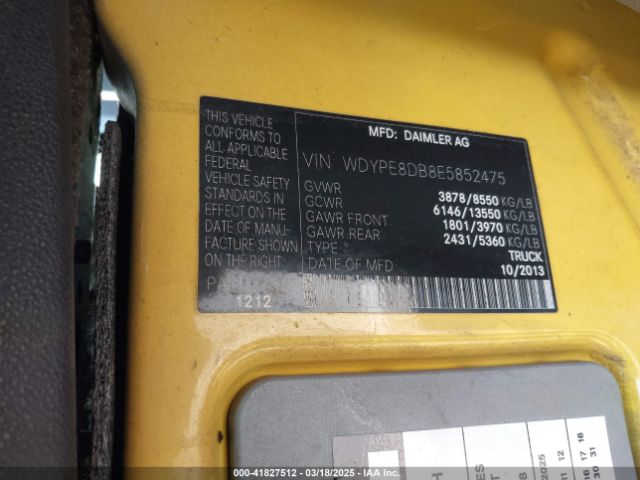 THIS VEHICLE
CONFORMS TO
ALL APPLICABLE
FEDERAL
VEHICLE SAFETY
STANDARDS IN
EFFECT ON THE
DATE OF MANU-
FACTURE SHOWN
ON THE RIGHT
1212
MFD: DAIMLER AG
VIN WDYPE8DB8E5852475
GVWR 3878/8550 KG/LB
GCWR 6146/13550 KG/LB
GAWR FRONT 1801/3970 KG/LB
GAWR REAR 2431/5360 KG/LB
TYPE TRUCK
DATE OF MFD 10/2013
2025
11 12
16 17 18
30 31
000-41827512 — 03/18/2025 — IAA, Inc.